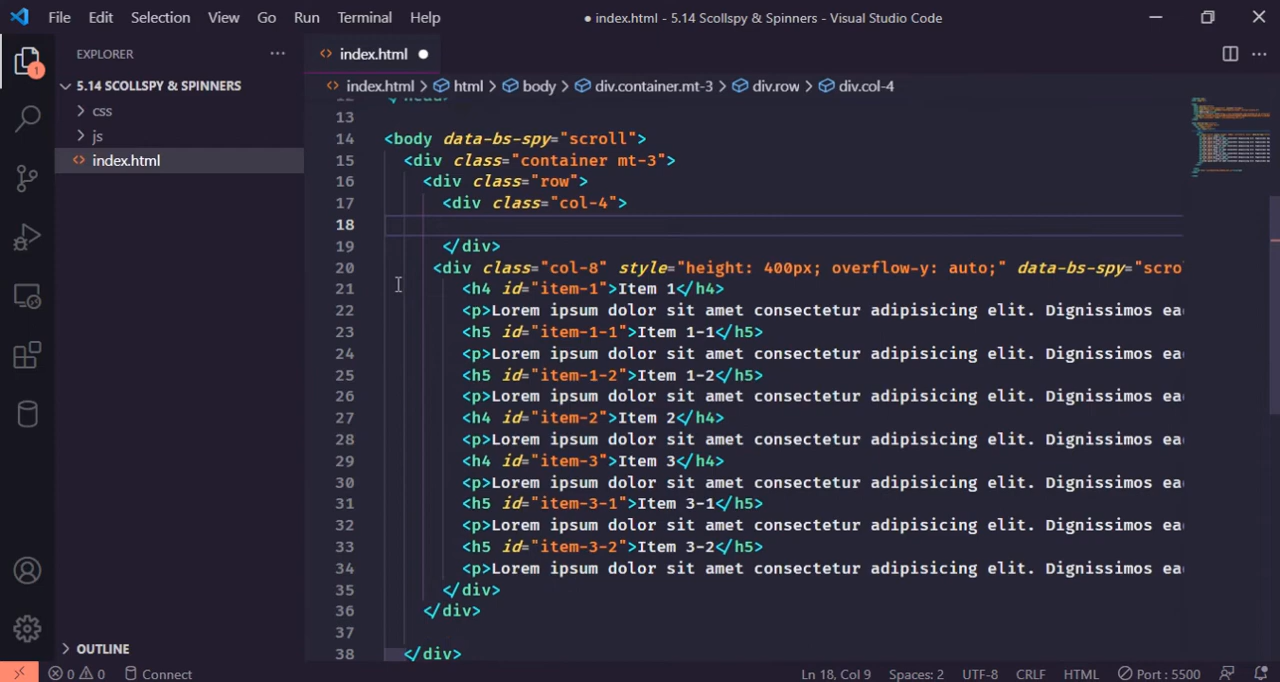 File Edit Selection View Go Run Terminal Help
● index.html - 5.14 Scollspy & Spinners - Visual Studio Code
EXPLORER
index.html
1
5.14 SCOLLSPY & SPINNERS
css
js
index.html
index.html > html > body > div.container.mt-3 > div.row > div.col-4
13
14 <body data-bs-spy="scroll">
15 <div class="container mt-3">
16 <div class="row">
17 <div class="col-4">
18
19 </div>
20 <div class="col-8" style="height: 400px; overflow-y: auto;" data-bs-spy="scro
21 <h4 id="item-1">Item 1</h4>
22 <p>Lorem ipsum dolor sit amet consectetur adipisicing elit. Dignissimos ea
23 <h5 id="item-1-1">Item 1-1</h5>
24 <p>Lorem ipsum dolor sit amet consectetur adipisicing elit. Dignissimos ea
25 <h5 id="item-1-2">Item 1-2</h5>
26 <p>Lorem ipsum dolor sit amet consectetur adipisicing elit. Dignissimos ea
27 <h4 id="item-2">Item 2</h4>
28 <p>Lorem ipsum dolor sit amet consectetur adipisicing elit. Dignissimos ea
29 <h4 id="item-3">Item 3</h4>
30 <p>Lorem ipsum dolor sit amet consectetur adipisicing elit. Dignissimos ea
31 <h5 id="item-3-1">Item 3-1</h5>
32 <p>Lorem ipsum dolor sit amet consectetur adipisicing elit. Dignissimos ea
33 <h5 id="item-3-2">Item 3-2</h5>
34 <p>Lorem ipsum dolor sit amet consectetur adipisicing elit. Dignissimos ea
35 </div>
36 </div>
37
38 </div>
OUTLINE
0 0 Connect
Ln 18, Col 9 Spaces: 2 UTF-8 CRLF HTML Port : 5500